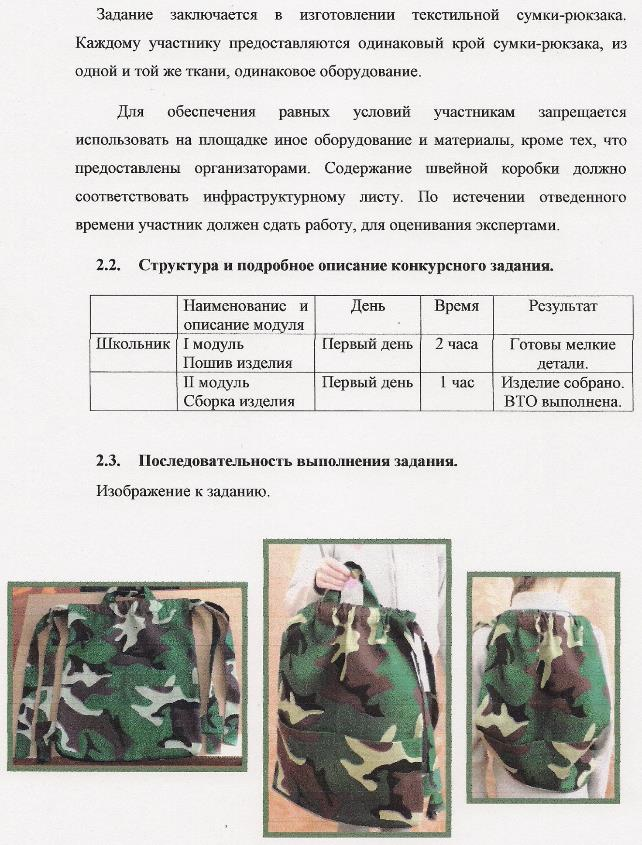 Задание заключается в изготовлении текстильной сумки-рюкзака.
Каждому участнику предоставляются одинаковый крой сумки-рюкзака, из
одной и той же ткани, одинаковое оборудование.
Для обеспечения равных условий участникам запрещается
использовать на площадке иное оборудование и материалы, кроме тех, что
предоставлены организаторами. Содержание швейной коробки должно
соответствовать инфраструктурному листу. По истечении отведенного
времени участник должен сдать работу, для оценивания экспертами.
2.2. Структура и подробное описание конкурсного задания.
Наименование и День Время Результат
описание модуля
Школьник I модуль Первый день 2 часа Готовы мелкие
Пошив изделия детали.
II модуль Первый день 1 час Изделие собрано.
Сборка изделия ВТО выполнена.
2.3. Последовательность выполнения задания.
Изображение к заданию.